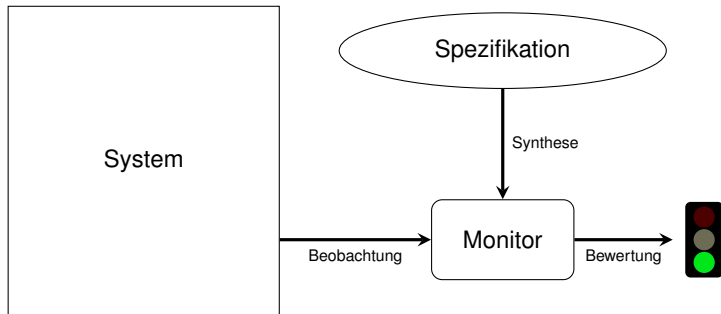 Spezifikation
Synthese
System
Monitor
Beobachtung
Bewertung